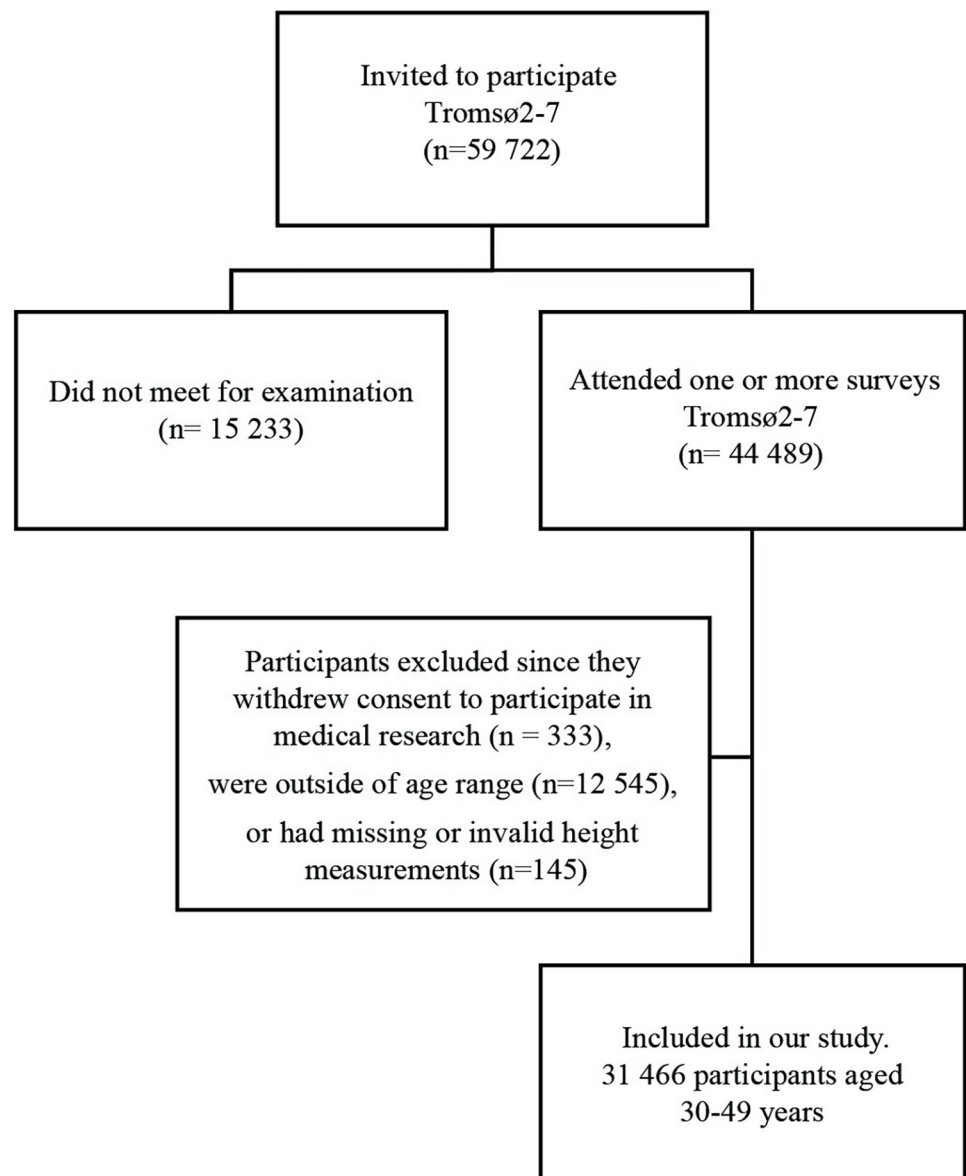 Invited to participate
Tromsø2-7
(n=59 722)
Did not meet for examination
(n= 15 233)
Attended one or more surveys
Tromsø2-7
(n= 44 489)
Participants excluded since they
withdrew consent to participate in
medical research (n = 333),
were outside of age range (n=12 545),
or had missing or invalid height
measurements (n=145)
Included in our study.
31 466 participants aged
30-49 years